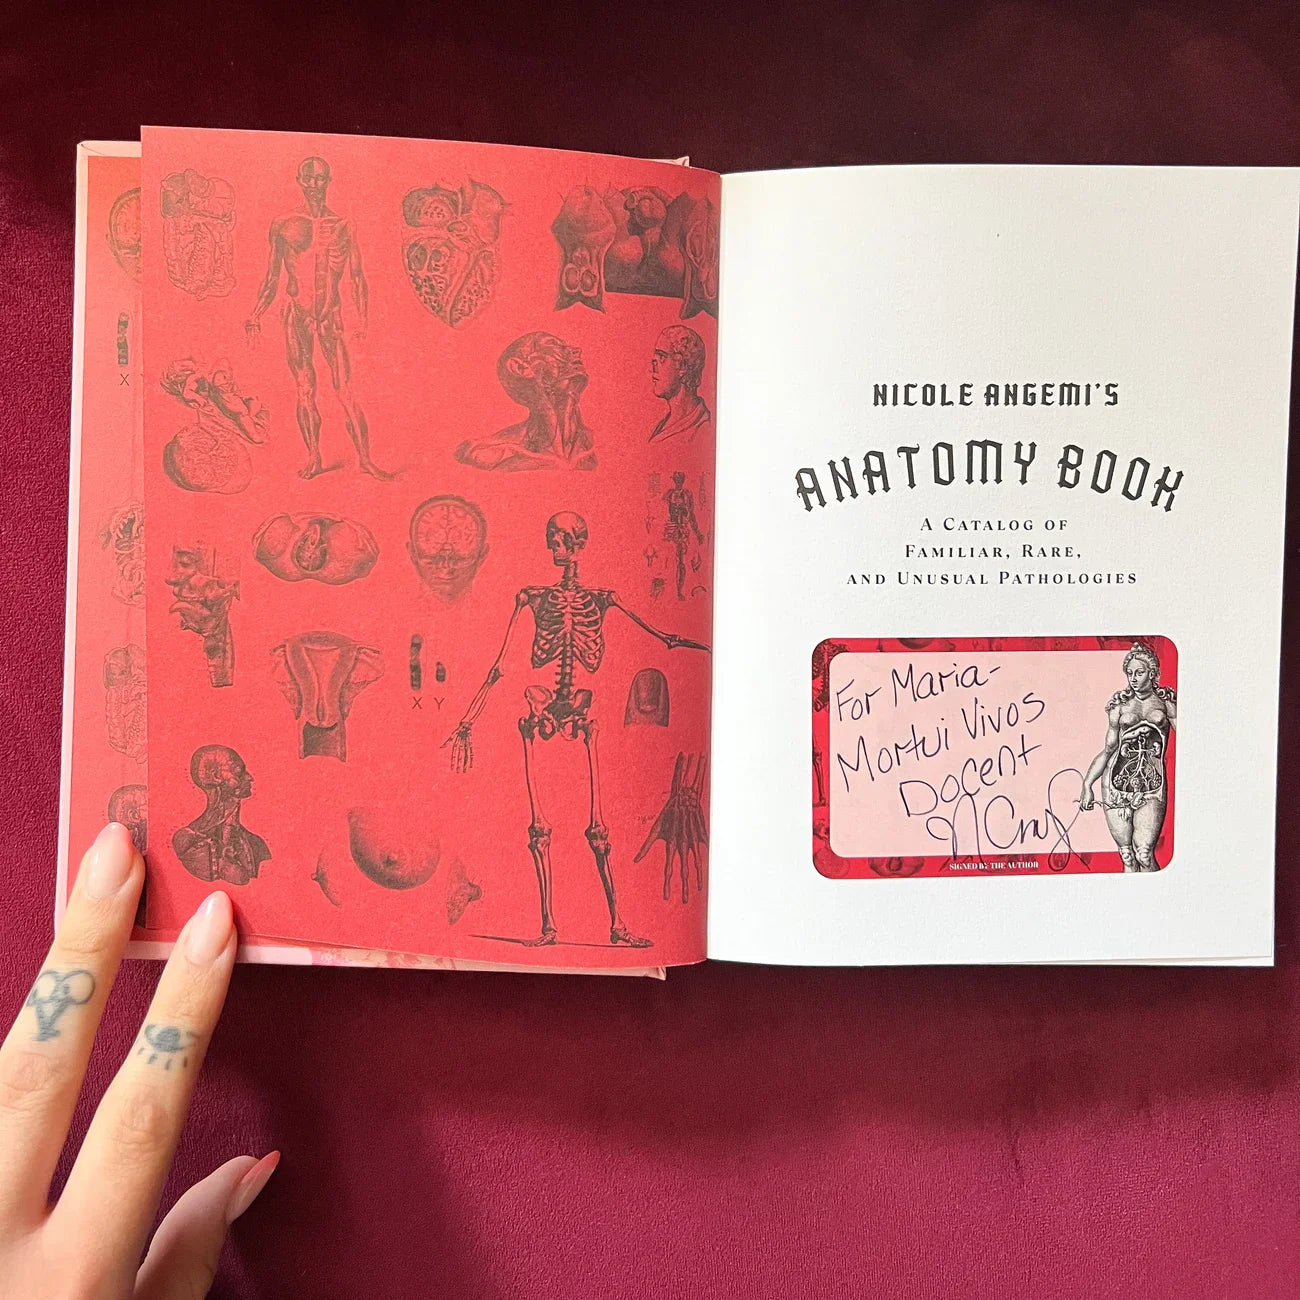 X Y
X Y
NICOLE ANGEMI'S
ANATOMY BOOK
A CATALOG OF
FAMILIAR, RARE,
AND UNUSUAL PATHOLOGIES
For Maria-
Mortui Vivos
Docent
SIGNED BY THE AUTHOR